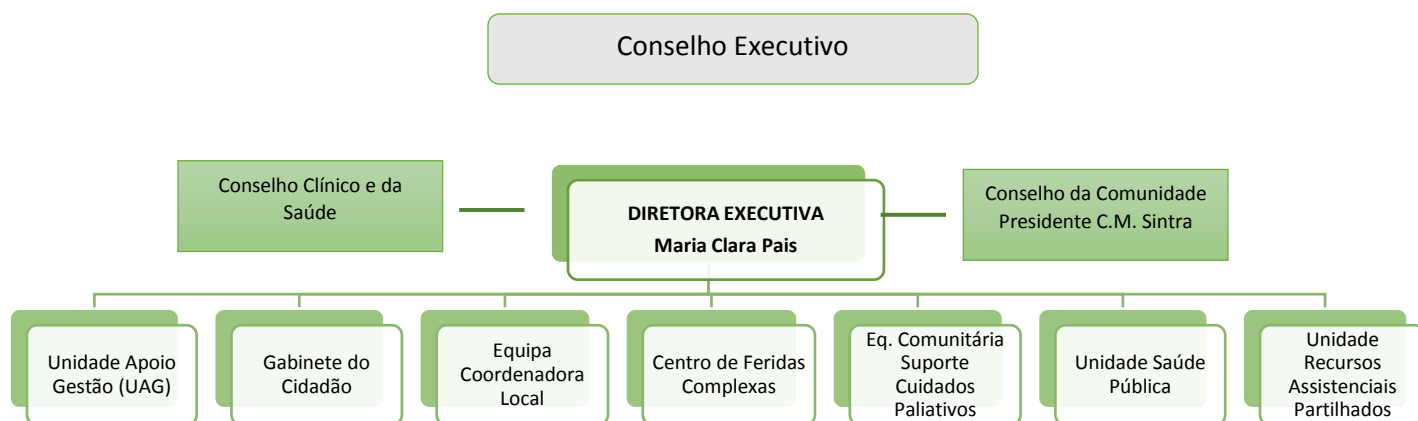 Conselho Executivo
Conselho Clínico e da
Saúde
DIRETORA EXECUTIVA
Maria Clara Pais
Conselho da Comunidade
Presidente C.M. Sintra
Unidade Apoio
Gestão (UAG)
Gabinete do
Cidadão
Equipa
Coordenadora
Local
Centro de Feridas
Complexas
Eq. Comunitária
Suporte
Cuidados
Paliativos
Unidade Saúde
Pública
Unidade
Recursos
Assistenciais
Partilhados